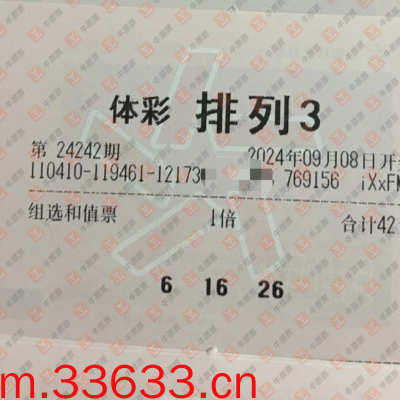 体彩 排列3
第 24242期 2024年09月08日开
110410-119461-12173 769156 iXxF
组选和值票 1倍 合计42
6 16 26
m.33633.cn